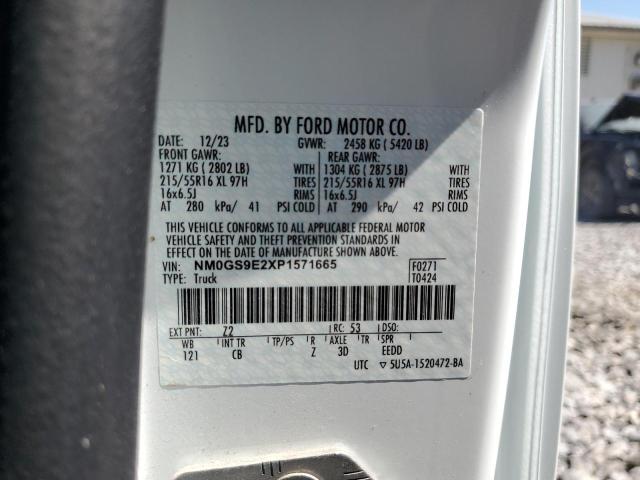 MFD. BY FORD MOTOR CO.
DATE: 12/23 GVWR: 2458 KG (5420 LB)
FRONT GAWR: REAR GAWR:
1271 KG (2802 LB) WITH 1304 KG (2875 LB) WITH
215/55R16 XL 97H TIRES 215/55R16 XL 97H TIRES
16x6.5J RIMS 16x6.5J RIMS
AT 280 kPa/ 41 PSI COLD AT 290 kPa/ 42 PSI COLD
THIS VEHICLE CONFORMS TO ALL APPLICABLE FEDERAL MOTOR
VEHICLE SAFETY AND THEFT PREVENTION STANDARDS IN
EFFECT ON THE DATE OF MANUFACTURE SHOWN ABOVE.
VIN: NM0GS9E2XP1571665 F0271
TYPE: Truck T0424
EXT PNT: Z2 RC: 53 DSO:
WB INT TR TP/PS R AXLE TR SPR
121 CB Z 3D EEDD
UTC ▽5U5A-1520472-BA